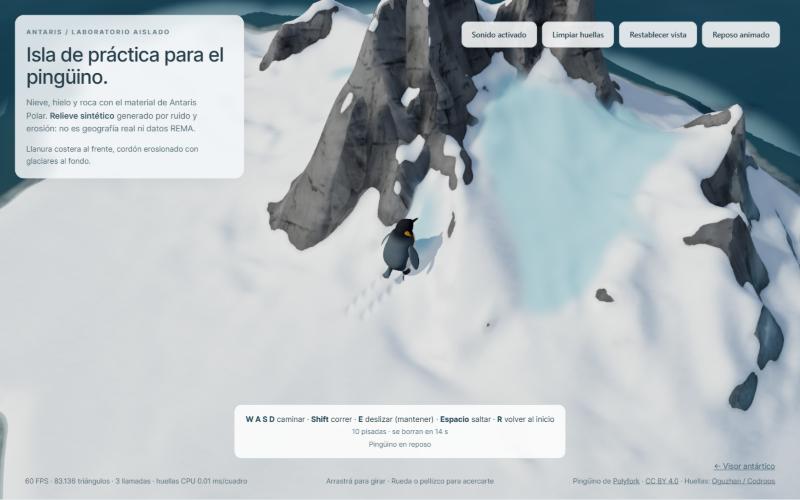 ANTARIS / LABORATORIO AISLADO
Isla de práctica para el
pingüino.
Nieve, hielo y roca con el material de Antaris
Polar. Relieve sintético generado por ruido y
erosión: no es geografía real ni datos REMA.
Llanura costera al frente, cordón erosionado con
glaciares al fondo.
Sonido activado
Limpiar huellas
Restablecer vista
Reposo animado
W A S D caminar · Shift correr · E deslizar (mantener) · Espacio saltar · R volver al inicio
10 pisadas · se borran en 14 s
Pingüino en reposo
← Visor antártico
60 FPS · 83.136 triángulos · 3 llamadas · huellas CPU 0.01 ms/cuadro
Arrastrá para girar · Rueda o pellizco para acercarte
Pingüino de Polyfork · CC BY 4.0 · Huellas: Oguzhan / Codrops